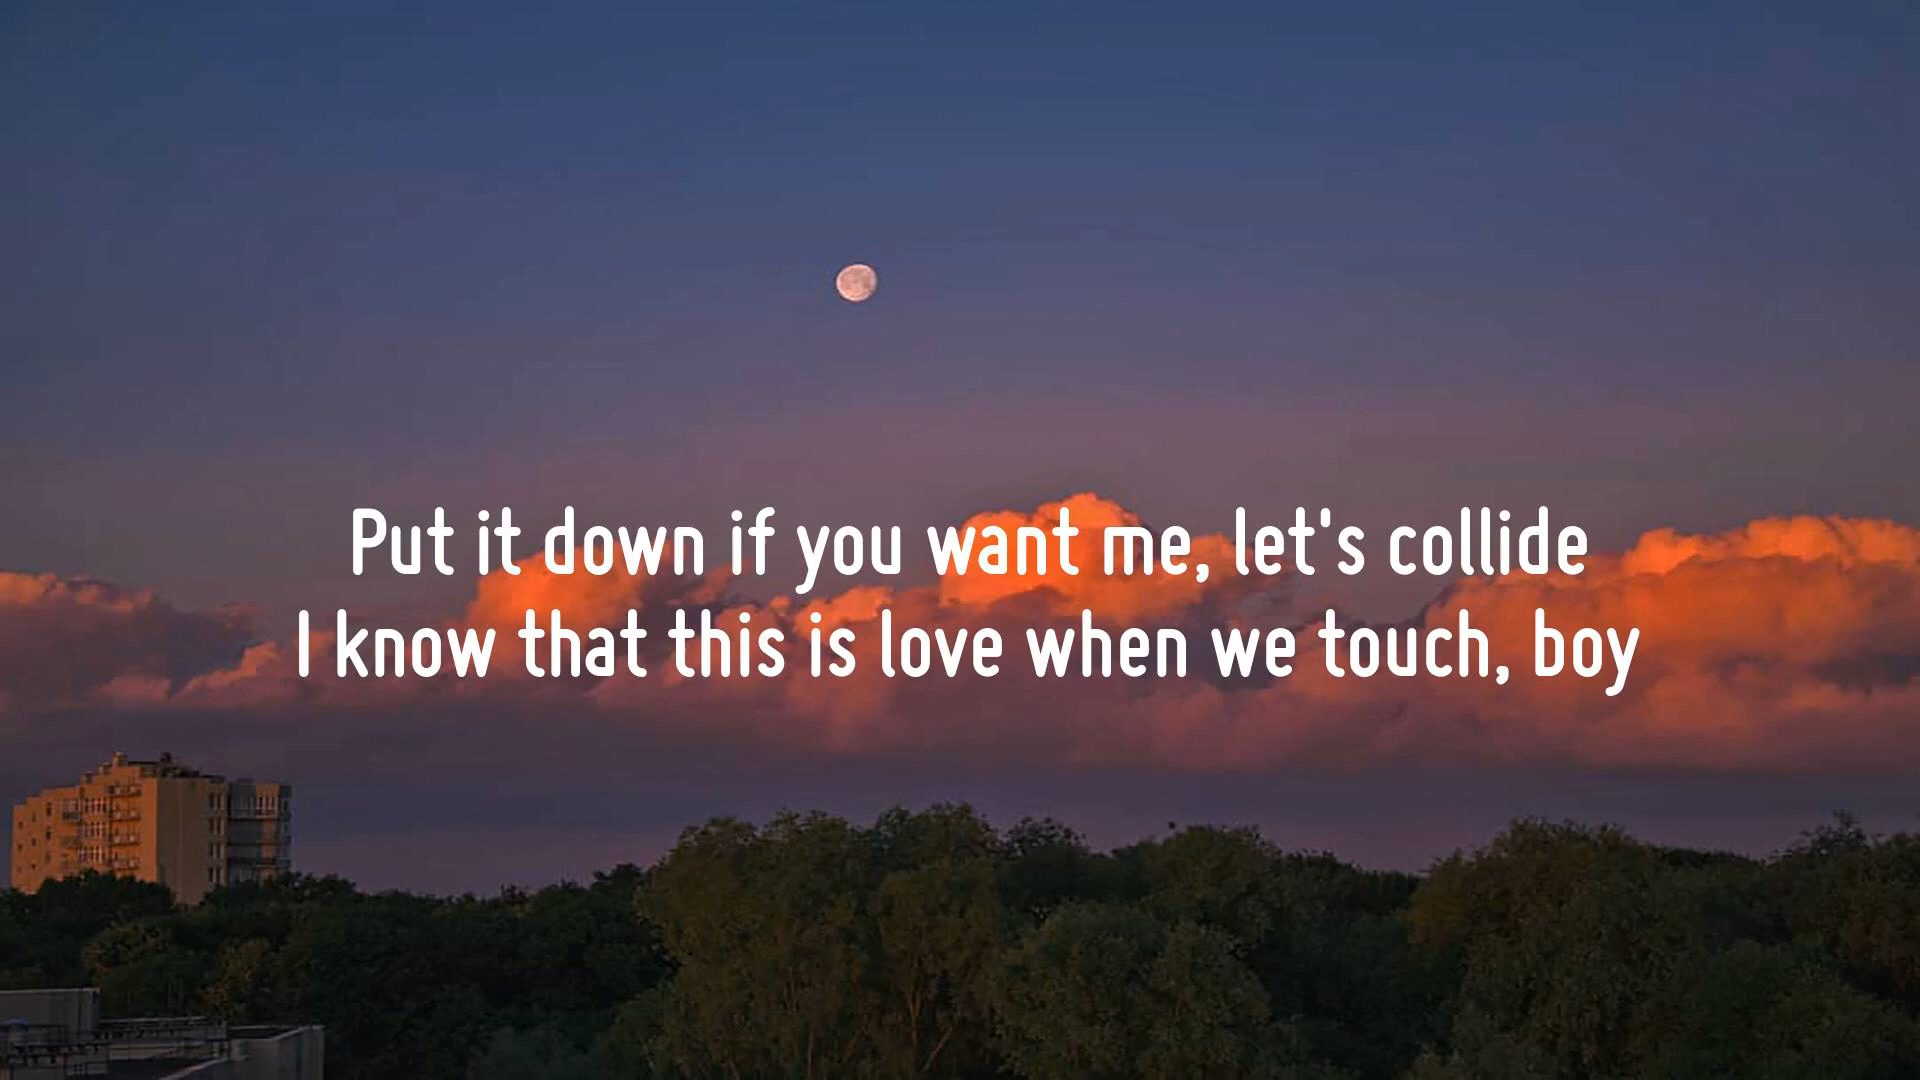 Put it down if you want me, let's collide
I know that this is love when we touch, boy